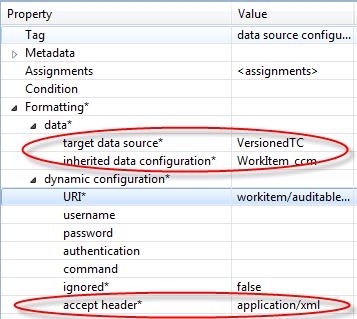 Property Value
Tag data source configu...
Metadata
Assignments <assignments>
Condition
Formatting*
data*
target data source* VersionedTC
inherited data configuration* WorkItem_ccm
dynamic configuration*
URI* workitem/auditable...
username
password
authentication
command
ignored* false
accept header* application/xml